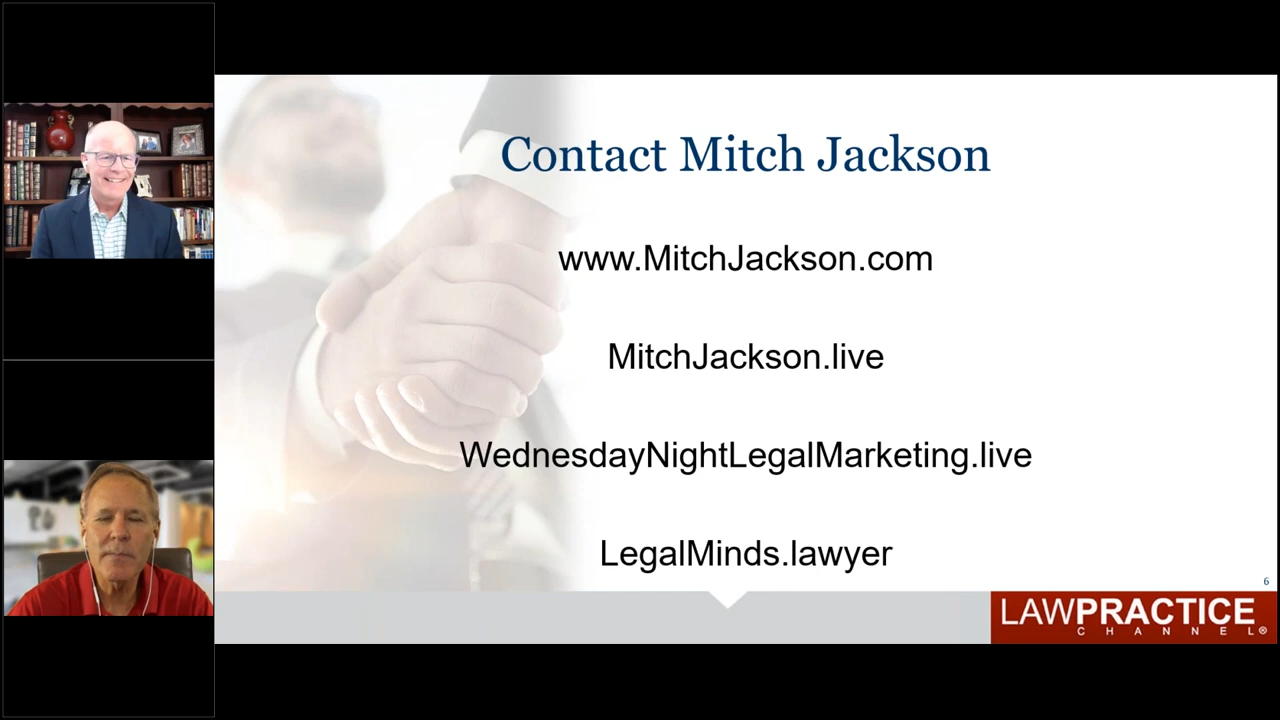 Contact Mitch Jackson
www.MitchJackson.com
MitchJackson.live
WednesdayNightLegalMarketing.live
LegalMinds.lawyer
6
LAWPRACTICE
CHANNEL®